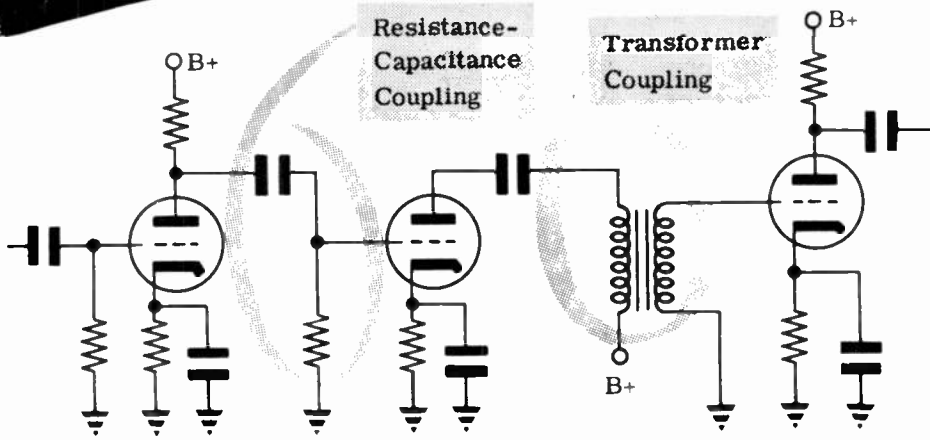 B+
Resistance-
Capacitance
Coupling
Transformer
Coupling
B+
B+